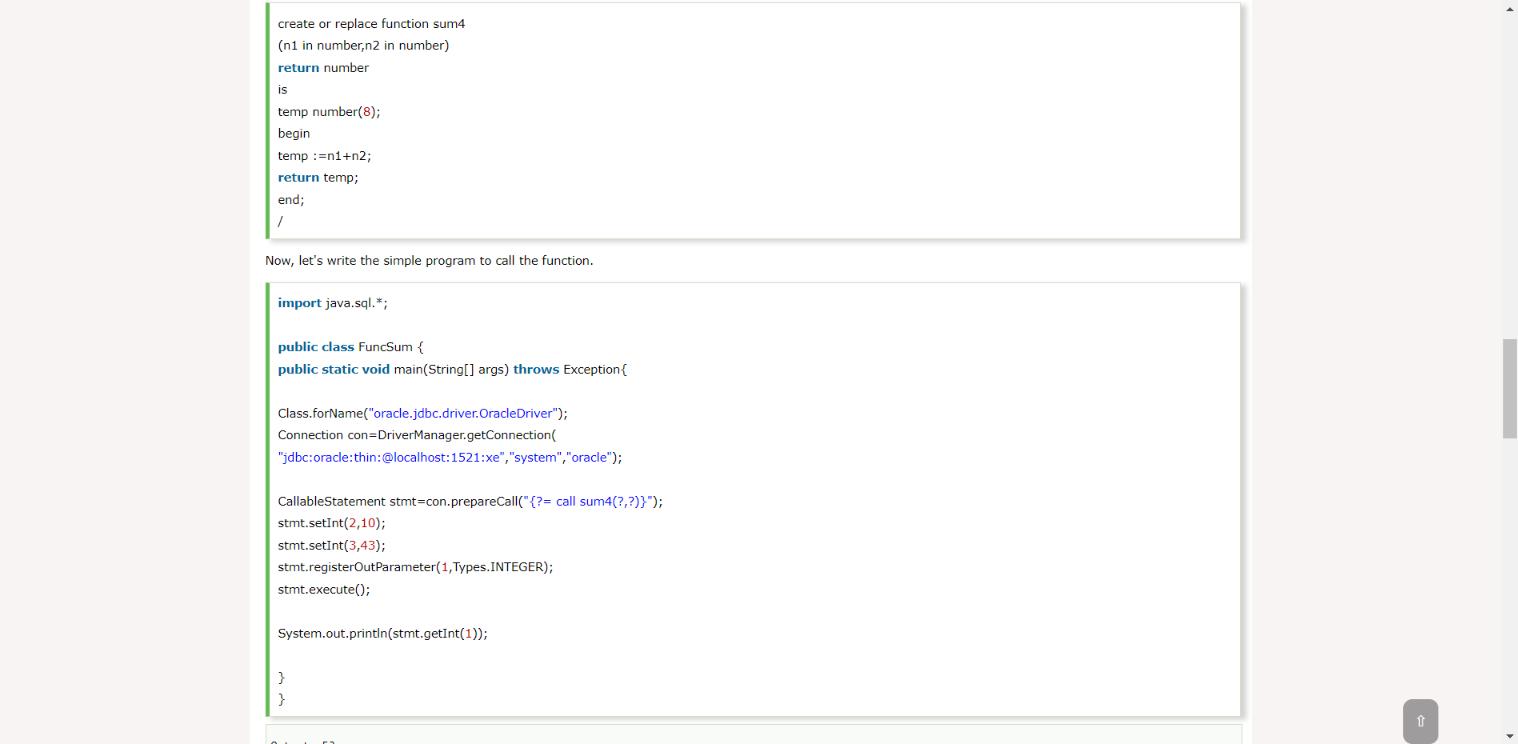 create or replace function sum4
(n1 in number,n2 in number)
return number
is
temp number(8);
begin
temp :=n1+n2;
return temp;
end;
/
Now, let's write the simple program to call the function.
import java.sql.*;
public class FuncSum {
public static void main(String[] args) throws Exception{
Class.forName("oracle.jdbc.driver.OracleDriver");
Connection con=DriverManager.getConnection(
"jdbc:oracle:thin:@localhost:1521:xe","system","oracle");
CallableStatement stmt=con.prepareCall("{?= call sum4(?,?)}");
stmt.setInt(2,10);
stmt.setInt(3,43);
stmt.registerOutParameter(1,Types.INTEGER);
stmt.execute();
System.out.println(stmt.getInt(1));
}
}